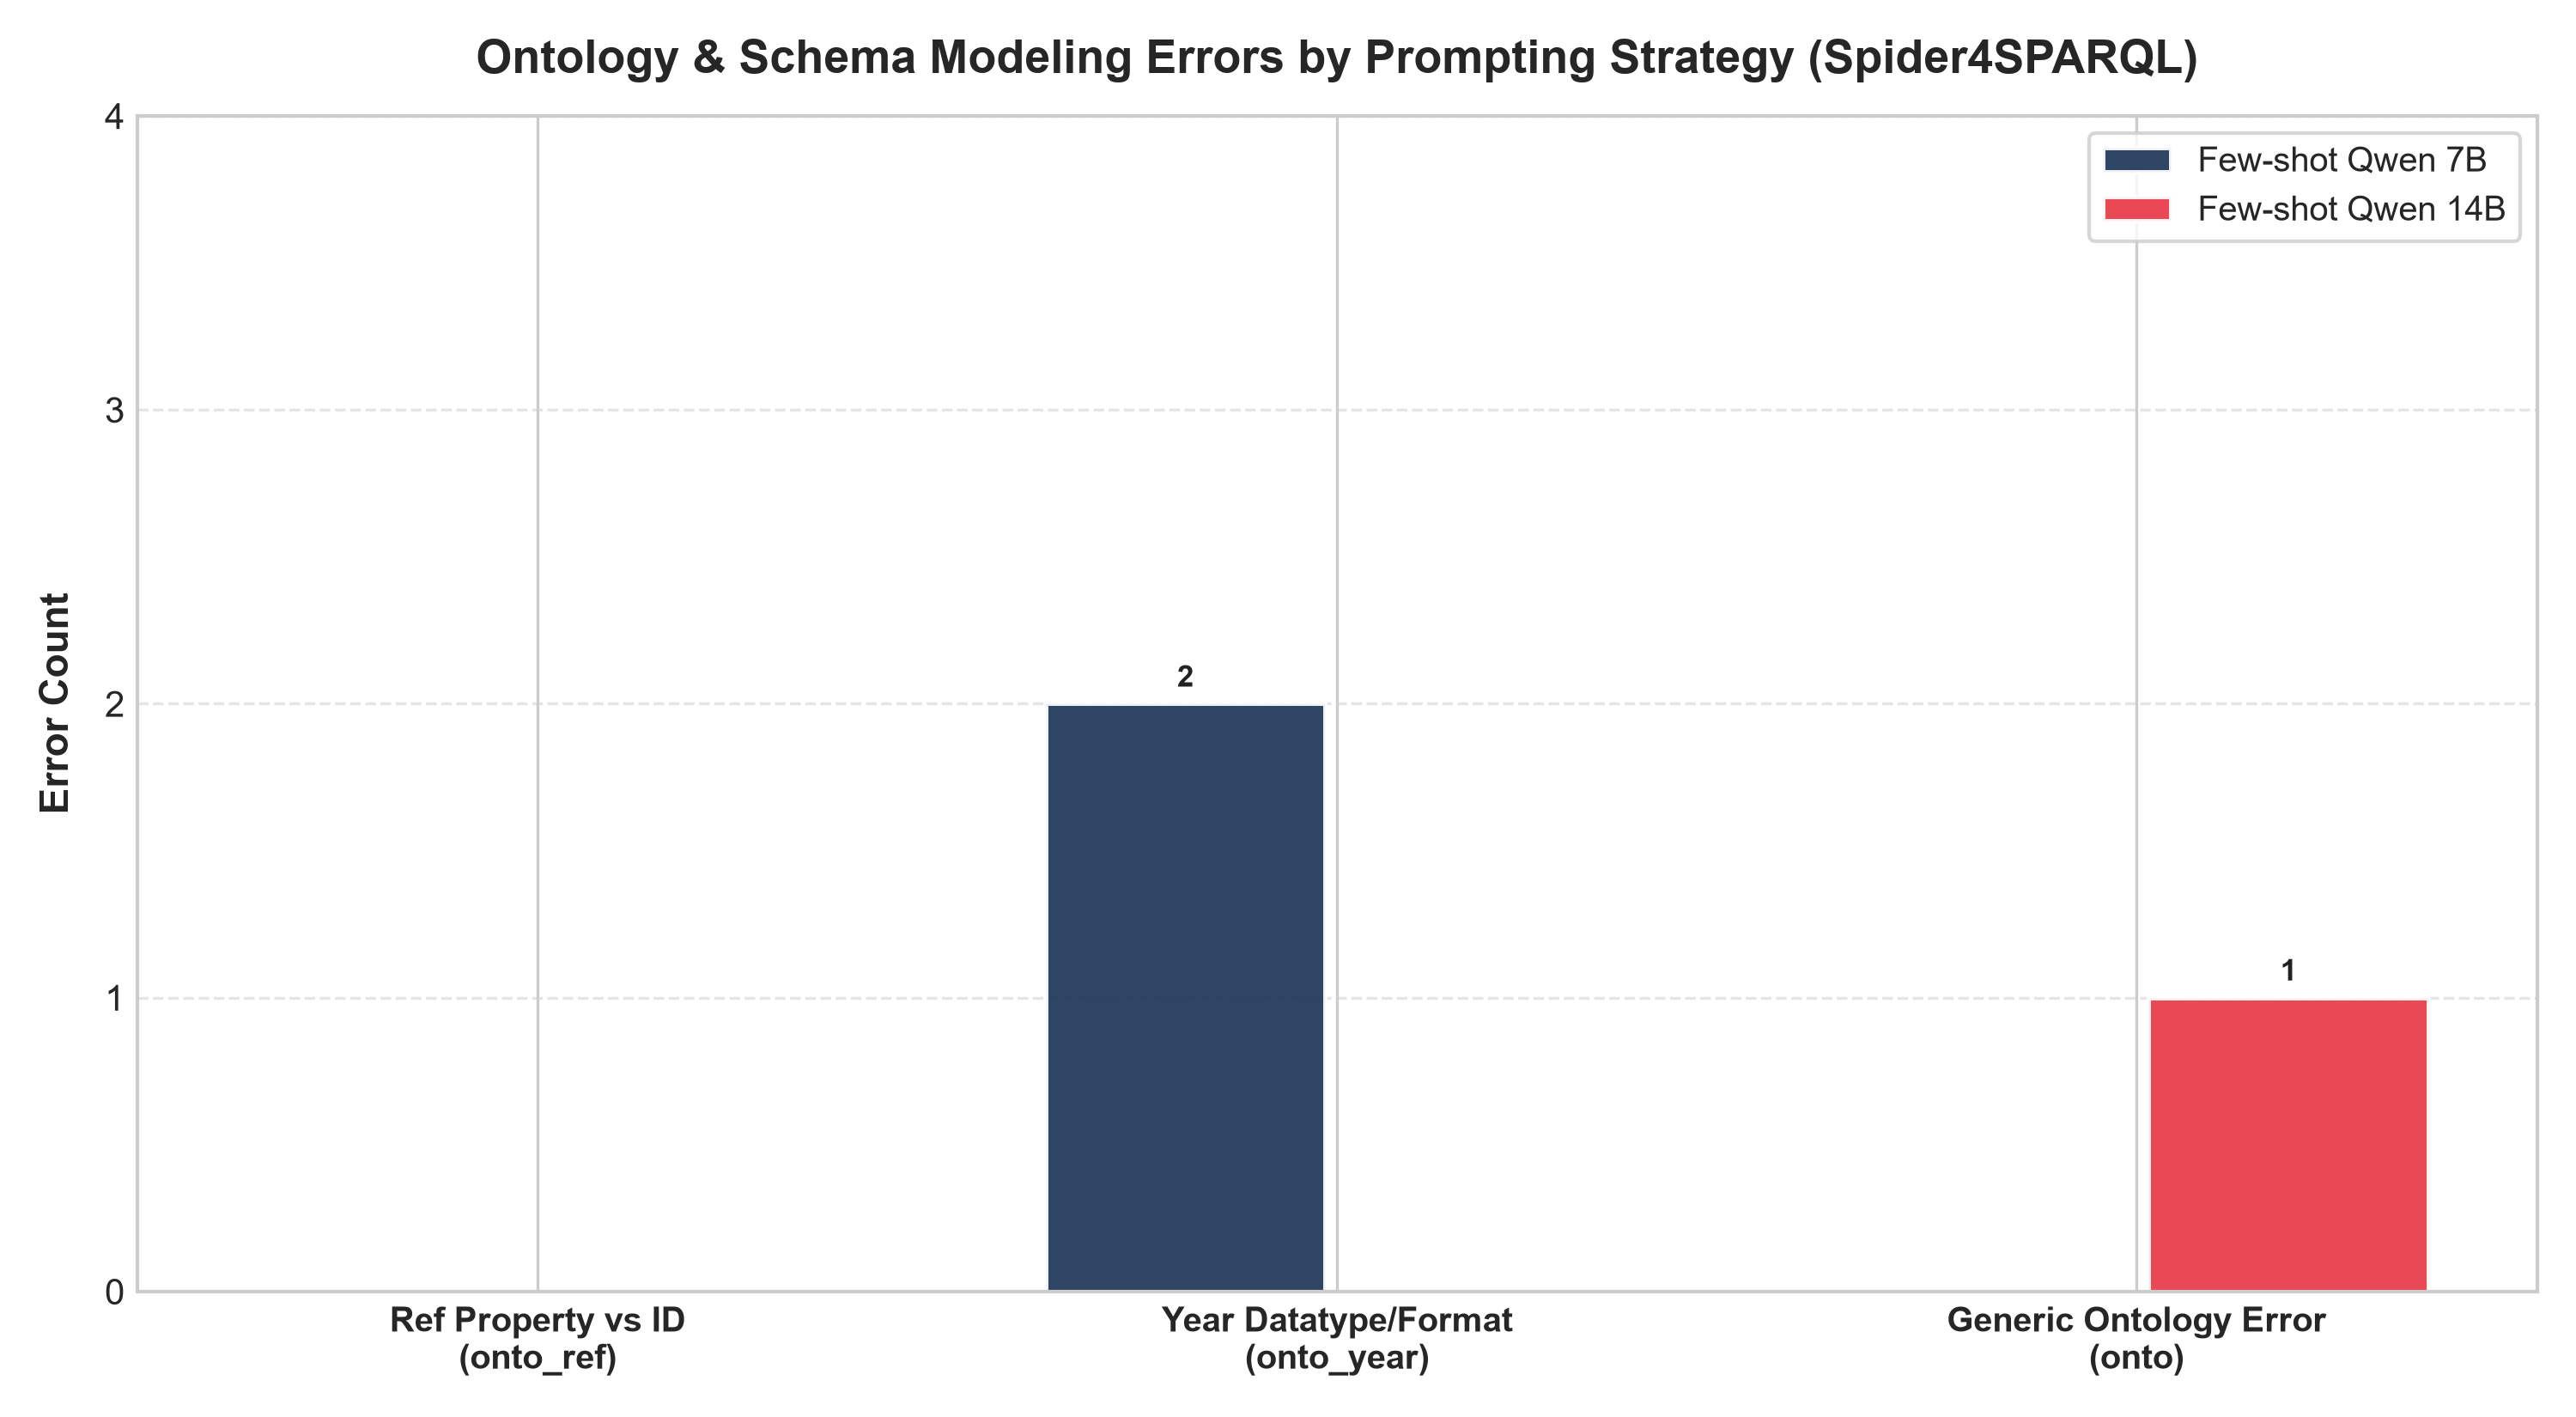 Ontology & Schema Modeling Errors by Prompting Strategy (Spider4SPARQL)
Few-shot Qwen 7B
Few-shot Qwen 14B
Error Count
4
3
2
1
0
2
1
Ref Property vs ID
(onto_ref)
Year Datatype/Format
(onto_year)
Generic Ontology Error
(onto)